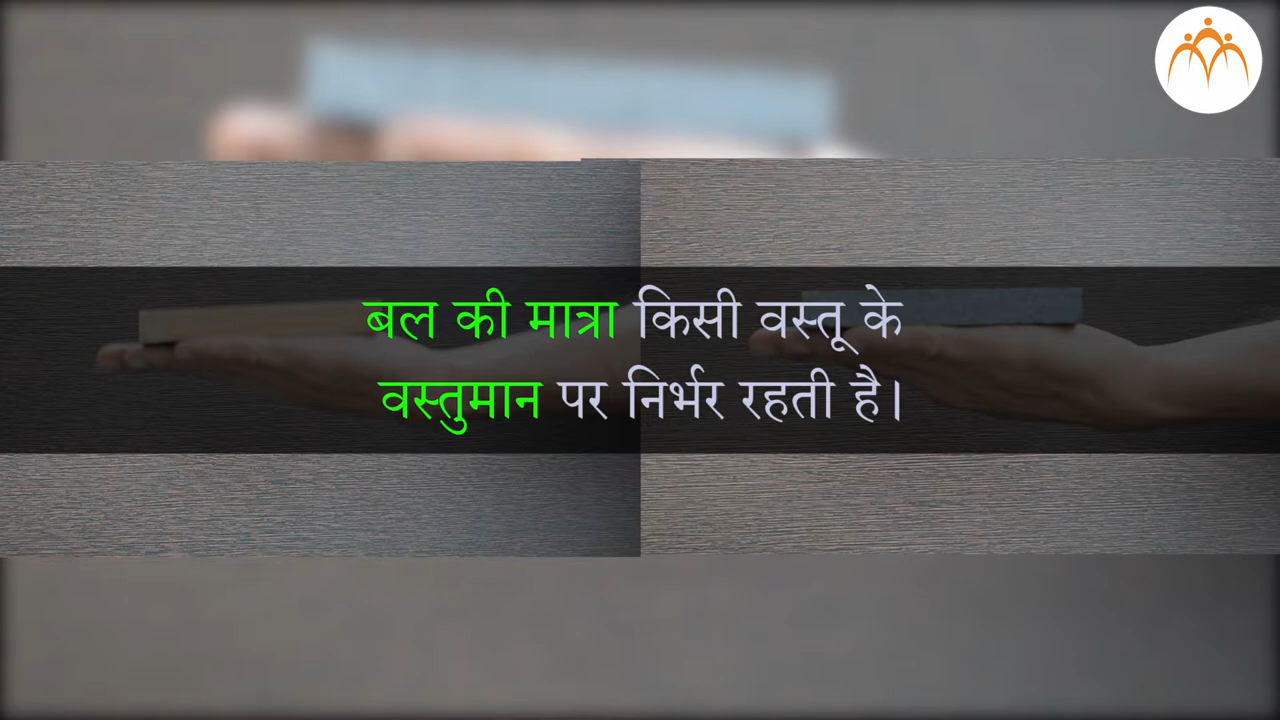 बल की मात्रा किसी वस्तू के
वस्तुमान पर निर्भर रहती है।